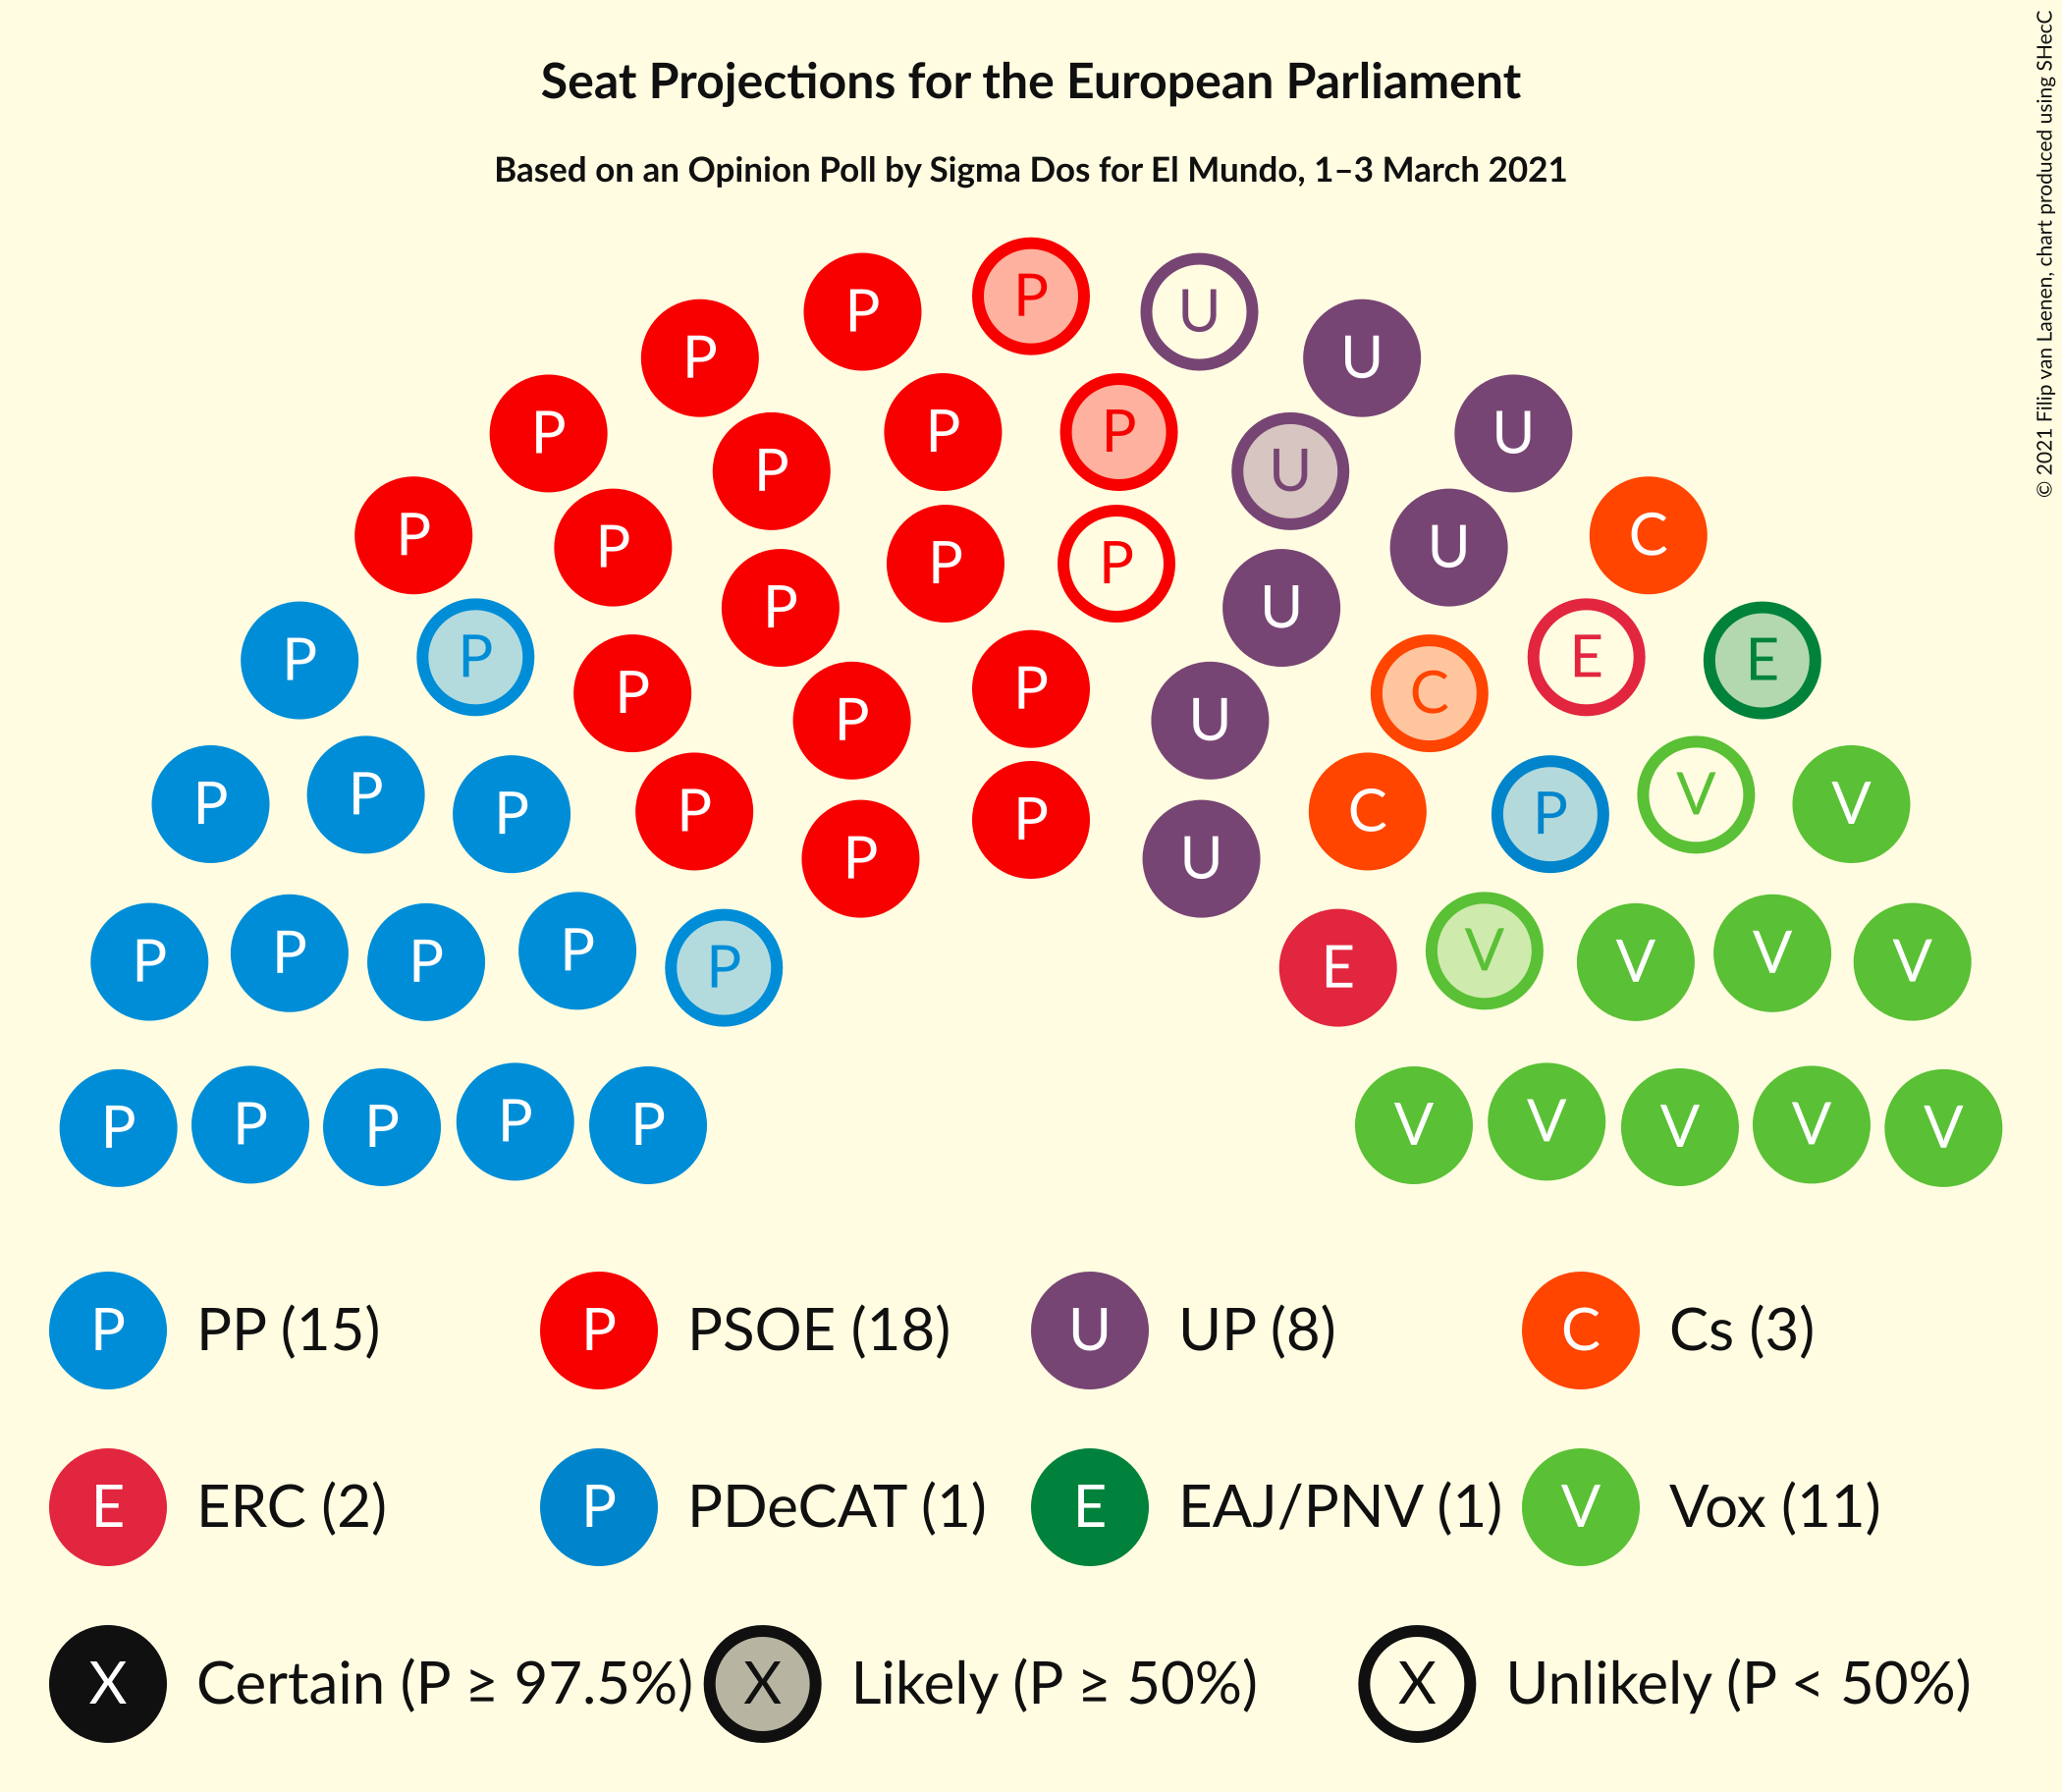 Seat Projections for the European Parliament
Based on an Opinion Poll by Sigma Dos for El Mundo, 1–3 March 2021
© 2021 Filip van Laenen, chart produced using SHecC
P P P U U
P P P U U
P P P U C
P P P P U E E
P P P P U C
P P P P P U C P V V
P P P P P E V V V V
P P P P P V V V V V
P PP (15) P PSOE (18) U UP (8) C Cs (3)
E ERC (2) P PDeCAT (1) E EAJ/PNV (1) V Vox (11)
X Certain (P ≥ 97.5%) X Likely (P ≥ 50%) X Unlikely (P < 50%)